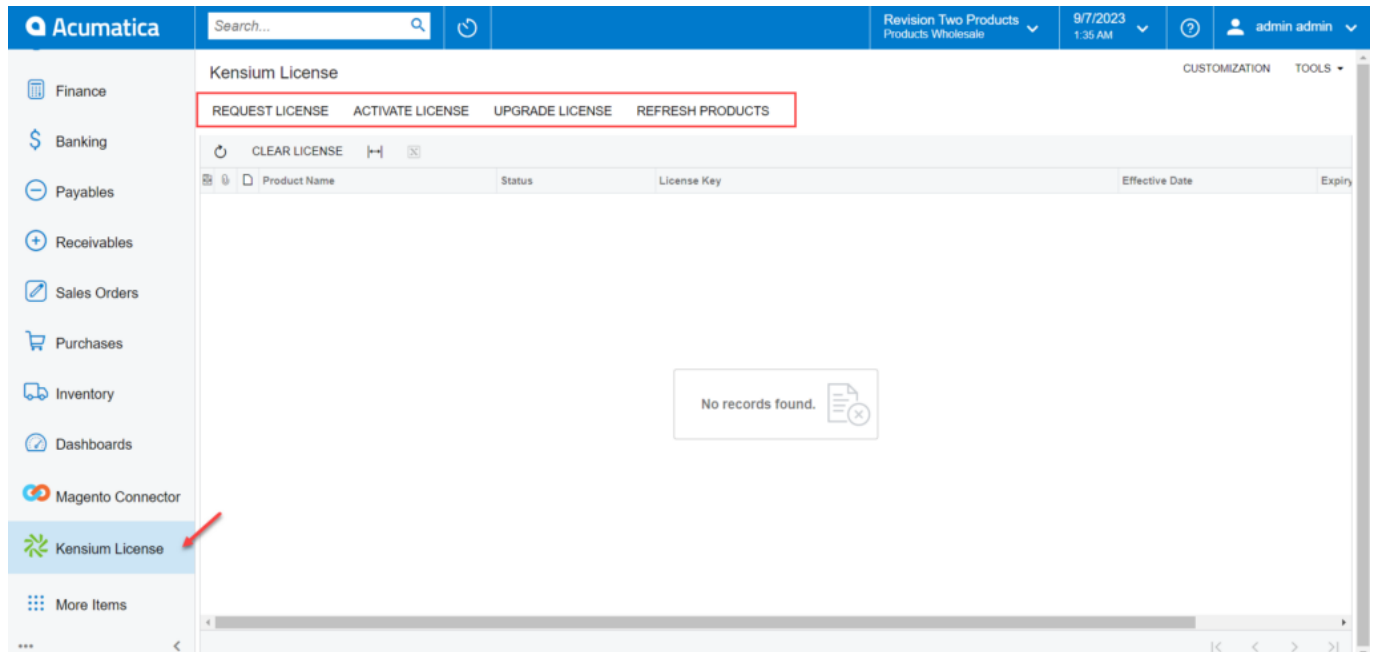 Acumatica
Search...
Revision Two Products
Products Wholesale
9/7/2023
1:35 AM
admin admin
Finance
Banking
Payables
Receivables
Sales Orders
Purchases
Inventory
Dashboards
Magento Connector
Kensium License
More Items
Kensium License
CUSTOMIZATION TOOLS
REQUEST LICENSE ACTIVATE LICENSE UPGRADE LICENSE REFRESH PRODUCTS
CLEAR LICENSE
Product Name Status License Key Effective Date Expiry
No records found.